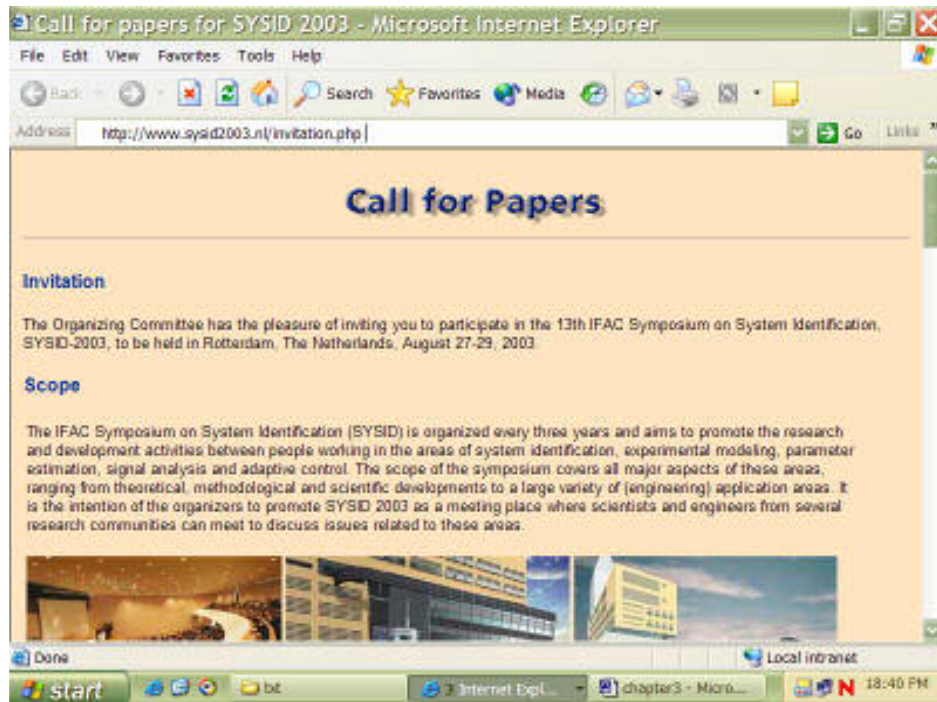 Call for papers for SYSID 2003 - Microsoft Internet Explorer
File Edit View Favorites Tools Help
Back Search Favorites Media
Address http://www.sysid2003.nl/invitation.php Go Links »
Call for Papers
Invitation
The Organizing Committee has the pleasure of inviting you to participate in the 13th IFAC Symposium on System Identification,
SYSID-2003, to be held in Rotterdam, The Netherlands, August 27-29, 2003.
Scope
The IFAC Symposium on System Identification (SYSID) is organized every three years and aims to promote the research
and development activities between people working in the areas of system identification, experimental modeling, parameter
estimation, signal analysis and adaptive control. The scope of the symposium covers all major aspects of these areas,
ranging from theoretical, methodological and scientific developments to a large variety of (engineering) application areas. It
is the intention of the organizers to promote SYSID 2003 as a meeting place where scientists and engineers from several
research communities can meet to discuss issues related to these areas.
Done Local intranet
start 3 Internet Expl... chapter3 - Micro... N 18:40 PM